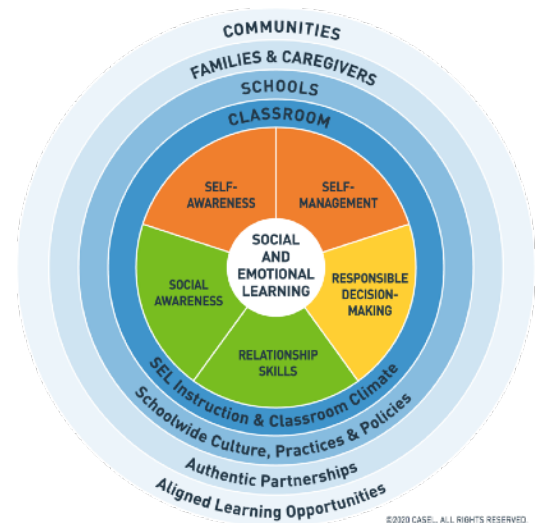 COMMUNITIES
FAMILIES & CAREGIVERS
SCHOOLS
CLASSROOM
SELF-
AWARENESS
SELF-
MANAGEMENT
SOCIAL
AND
EMOTIONAL
LEARNING
SOCIAL
AWARENESS
RESPONSIBLE
DECISION-
MAKING
RELATIONSHIP
SKILLS
SEL Instruction & Classroom Climate
Schoolwide Culture, Practices & Policies
Authentic Partnerships
Aligned Learning Opportunities
©2020 CASEL. ALL RIGHTS RESERVED.